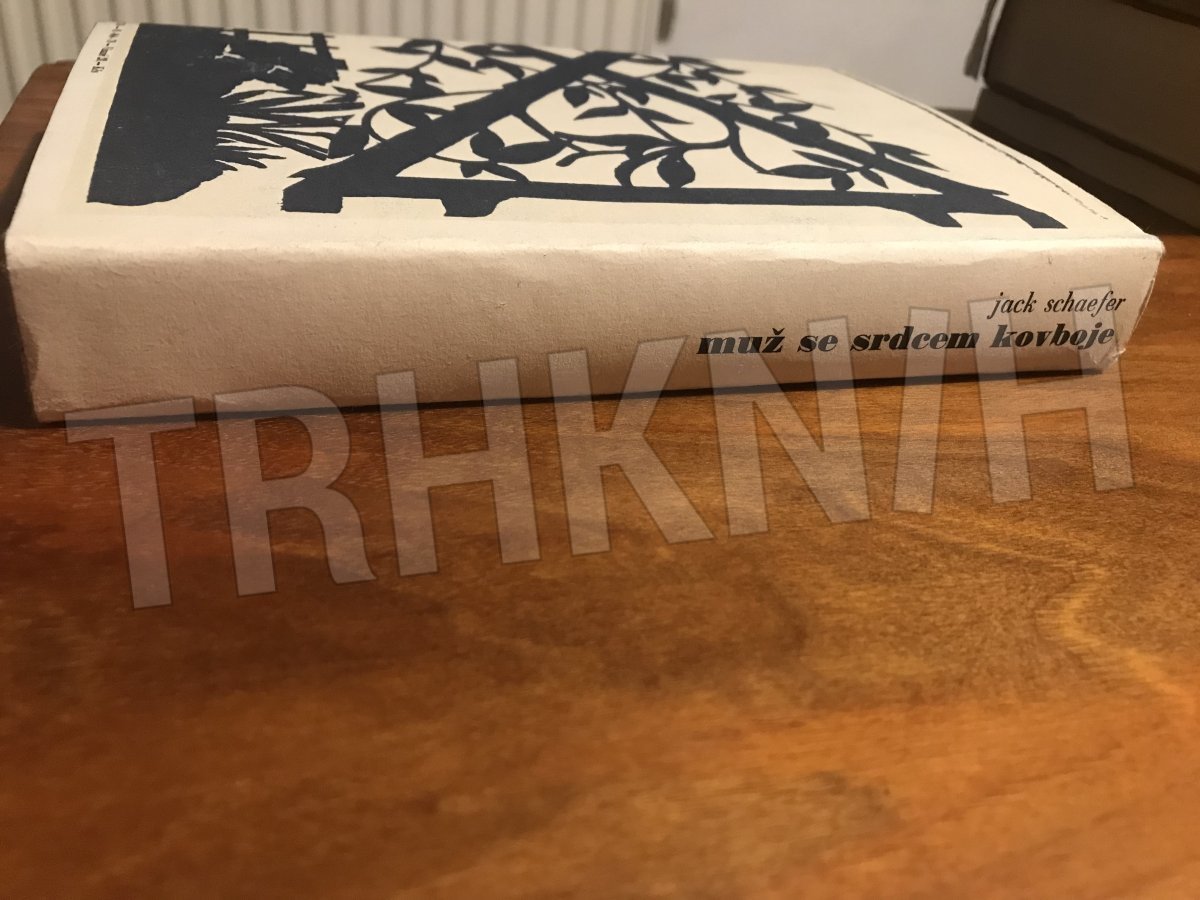 jack schaefer
muž se srdcem kovboje
TRHKNIH